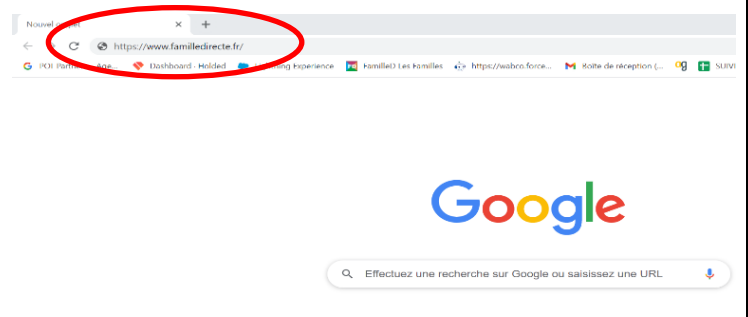 Nouvel × +
https://www.familledirecte.fr/
Dashboard - Holded Experience FamilleD Les Familles https://wabco.force... Boîte de réception (... SUIVI
Google
Effectuez une recherche sur Google ou saisissez une URL